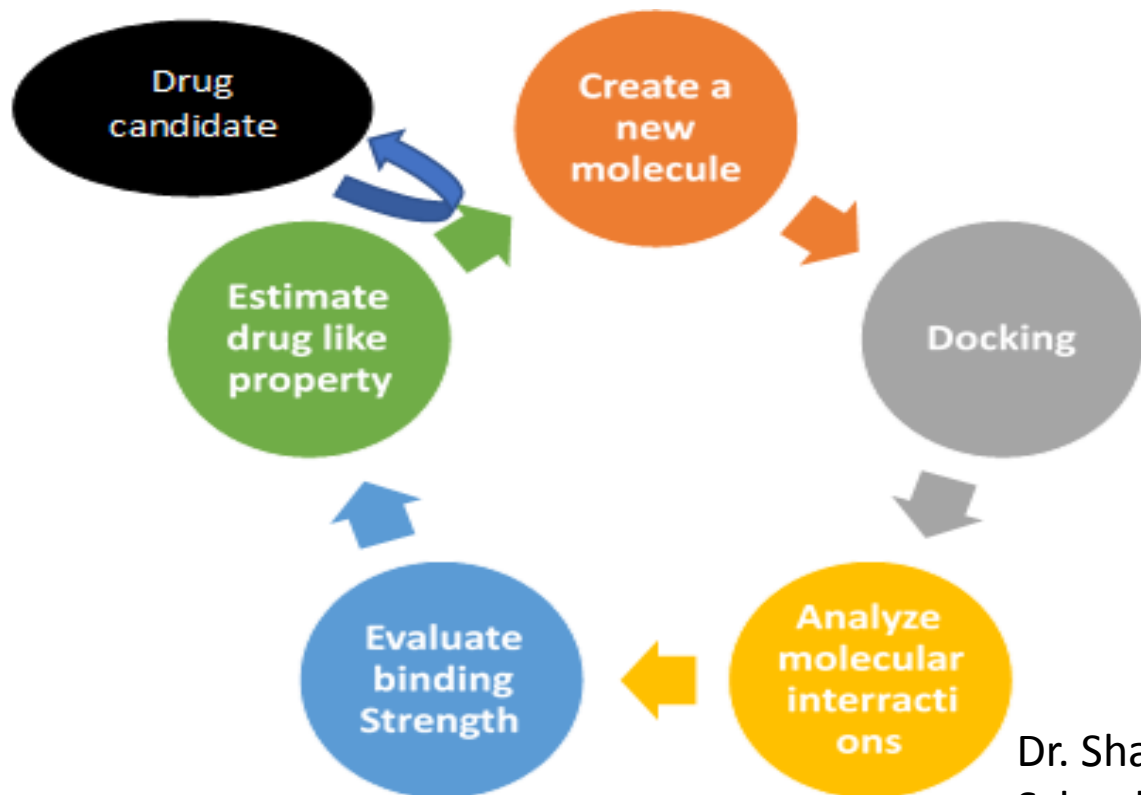 Drug
candidate
Create a
new
molecule
Docking
Analyze
molecular
interracti
ons
Evaluate
binding
Strength
Estimate
drug like
property
Dr. Sha